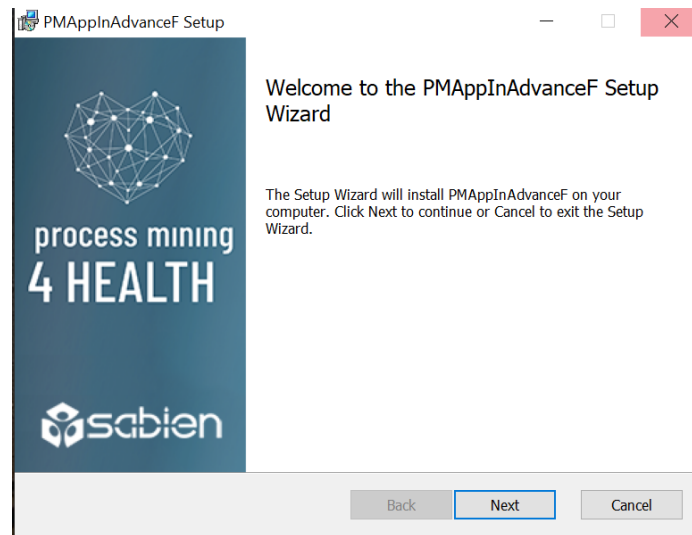 PMAppInAdvanceF Setup
Welcome to the PMAppInAdvanceF Setup
Wizard
The Setup Wizard will install PMAppInAdvanceF on your
computer. Click Next to continue or Cancel to exit the Setup
Wizard.
process mining
4 HEALTH
sabien
Back
Next
Cancel